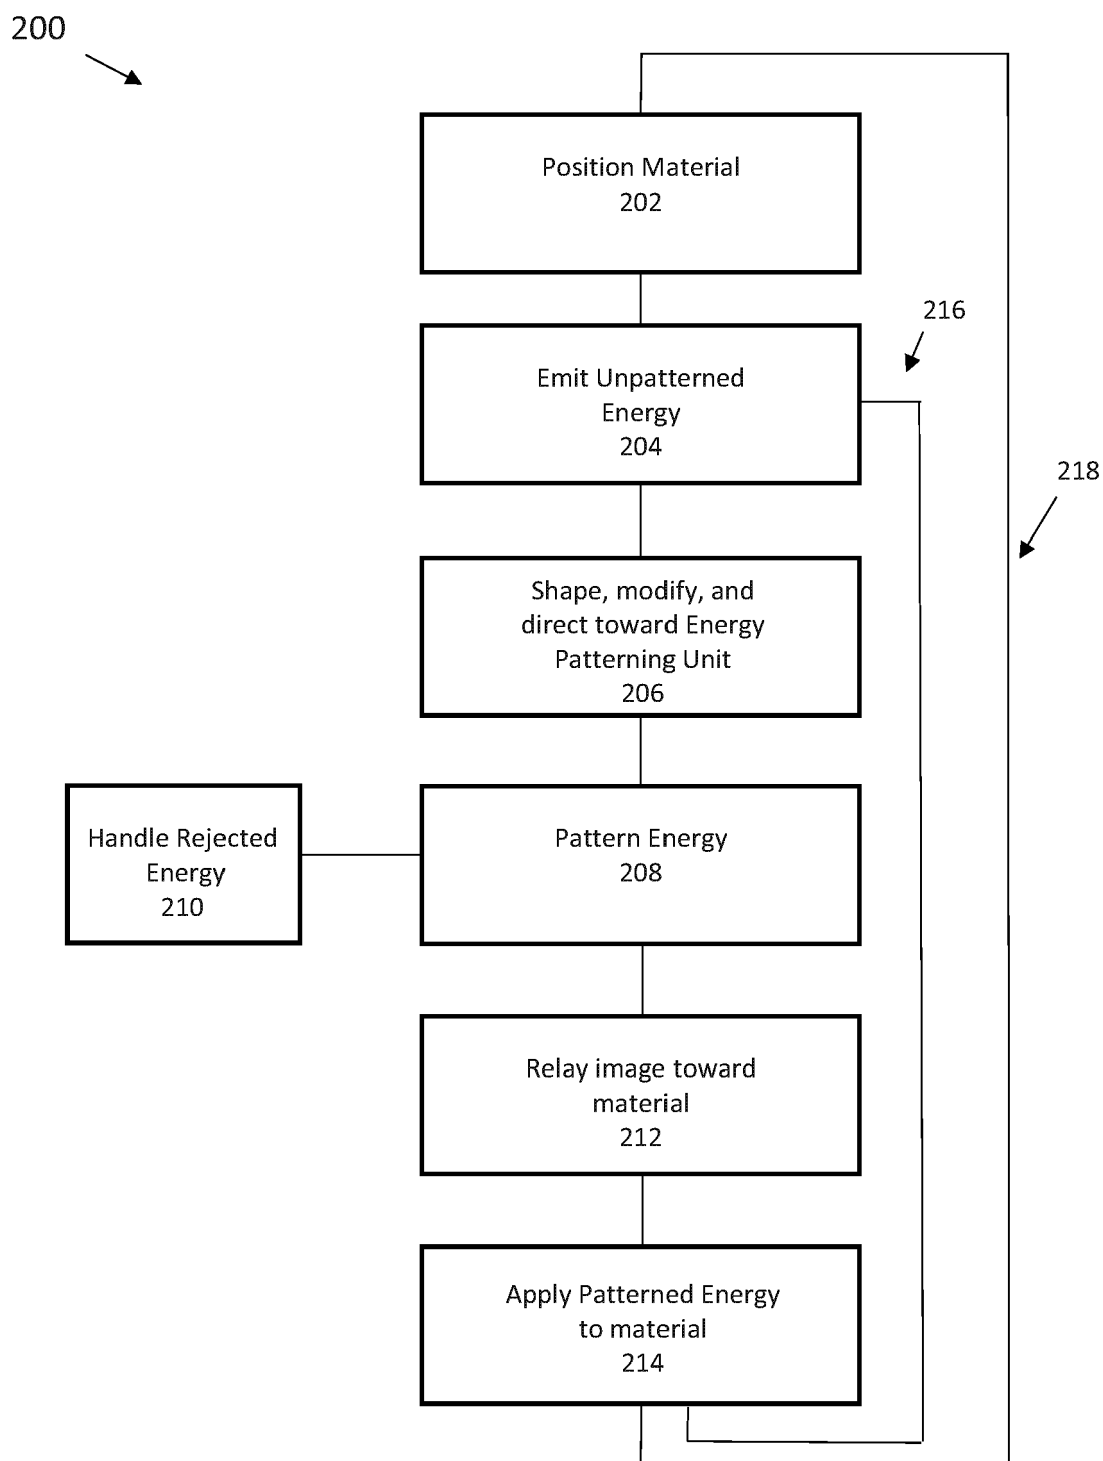 200
Position Material
202
216
Emit Unpatterned
Energy
204
218
Shape, modify, and
direct toward Energy
Patterning Unit
206
Handle Rejected
Energy
210
Pattern Energy
208
Relay image toward
material
212
Apply Patterned Energy
to material
214